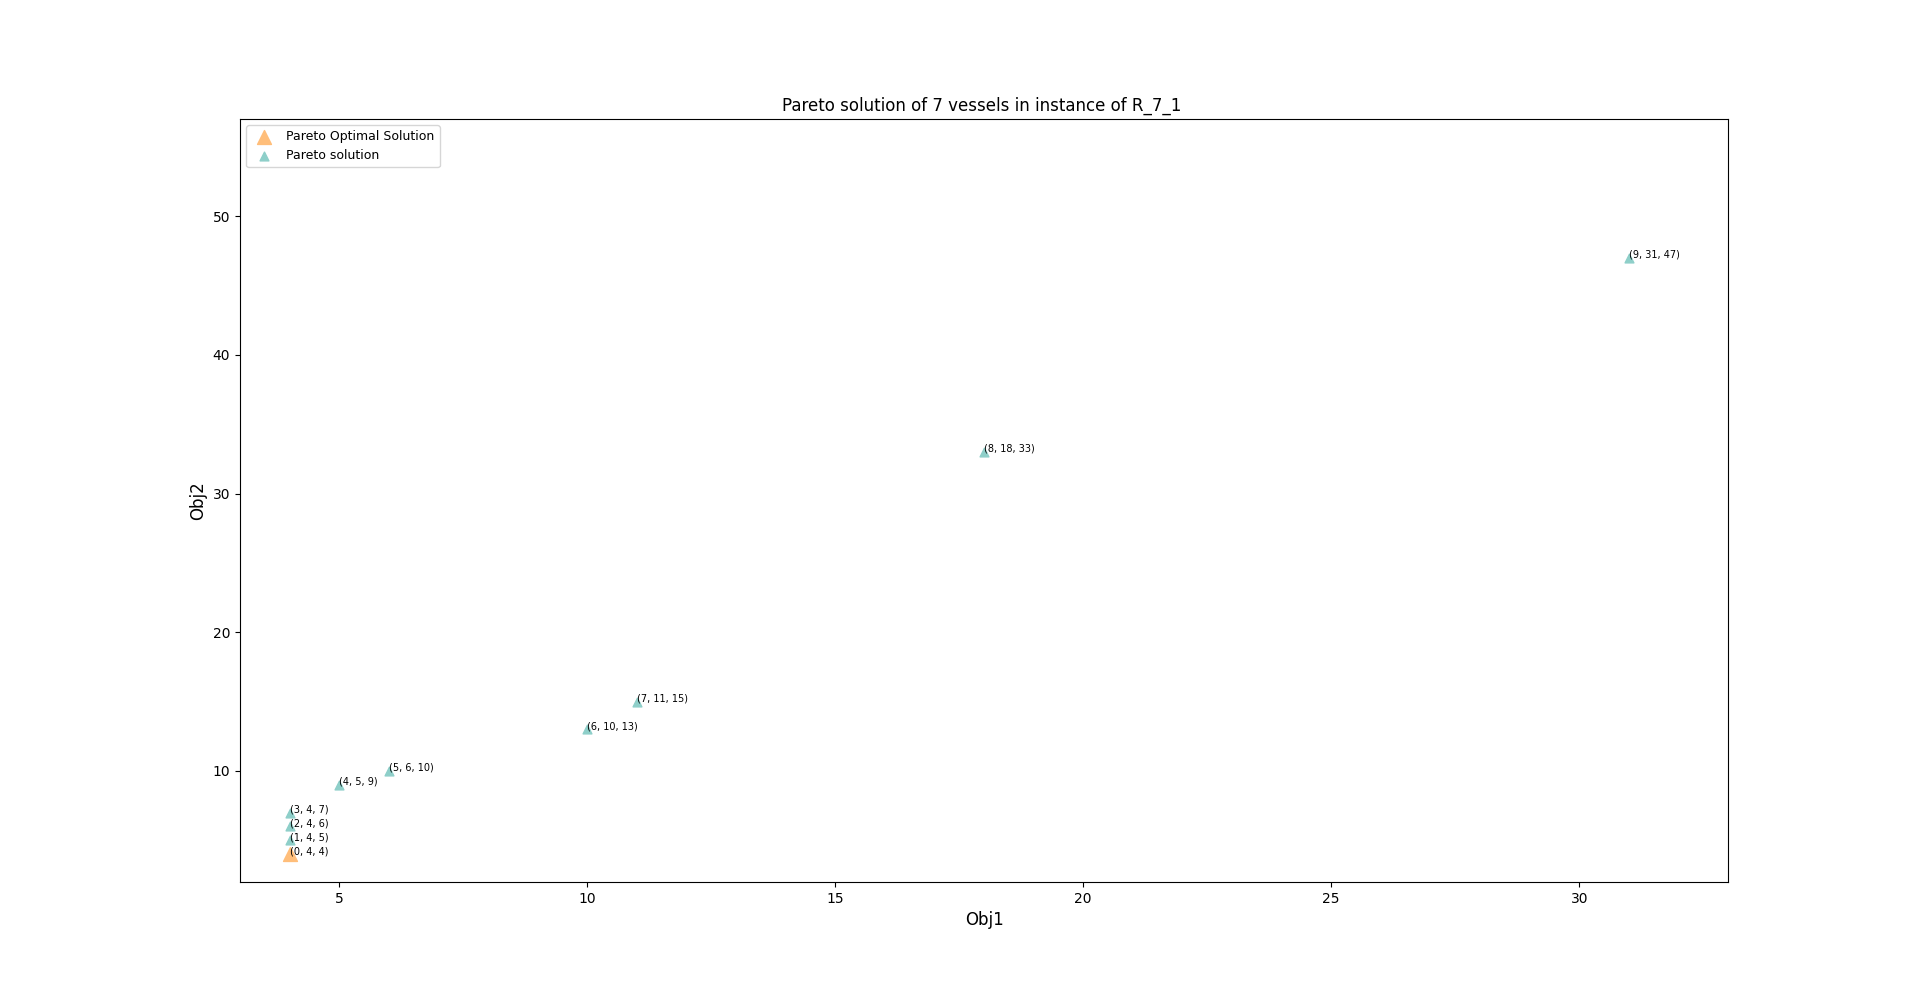 Pareto solution of 7 vessels in instance of R_7_1
Pareto Optimal Solution
Pareto solution
50
40
30
20
10
Obj2
(9, 31, 47)
(8, 18, 33)
(7, 11, 15)
(6, 10, 13)
(5, 6, 10)
(4, 5, 9)
(3, 4, 7)
(2, 4, 6)
(1, 4, 5)
(0, 4, 4)
5 10 15 20 25 30
Obj1